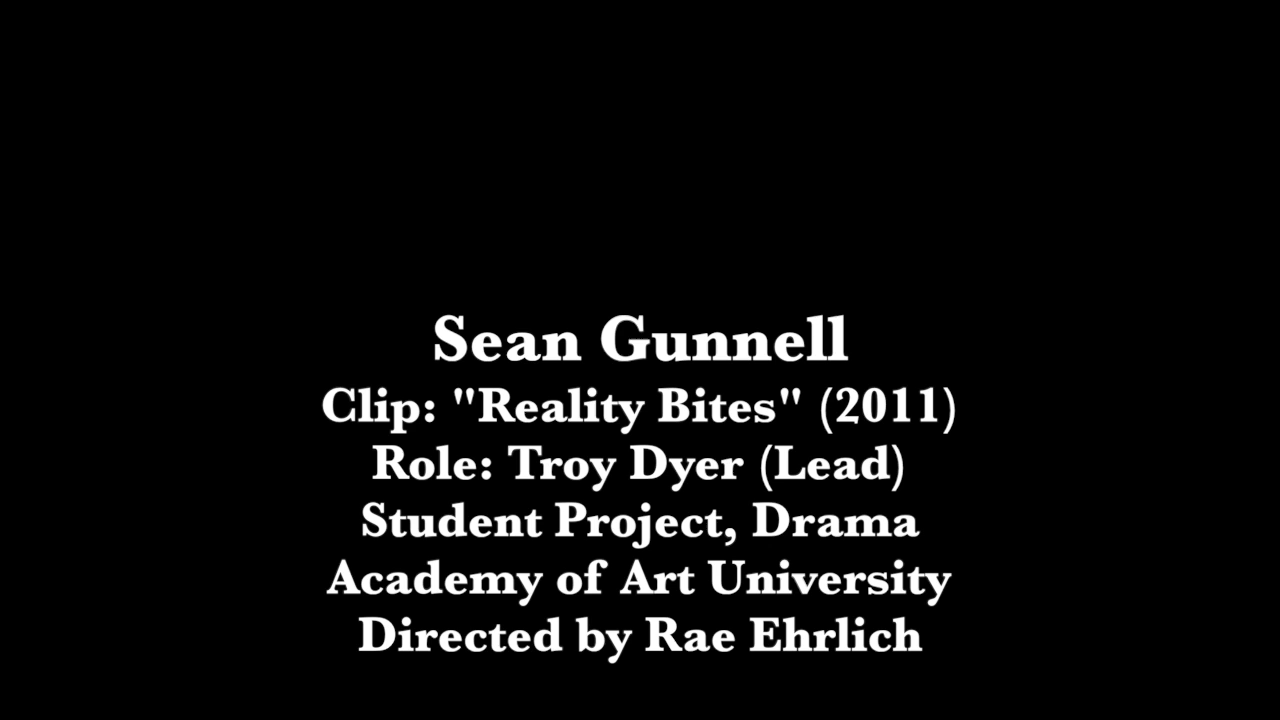 Sean Gunnell
Clip: "Reality Bites" (2011)
Role: Troy Dyer (Lead)
Student Project, Drama
Academy of Art University
Directed by Rae Ehrlich